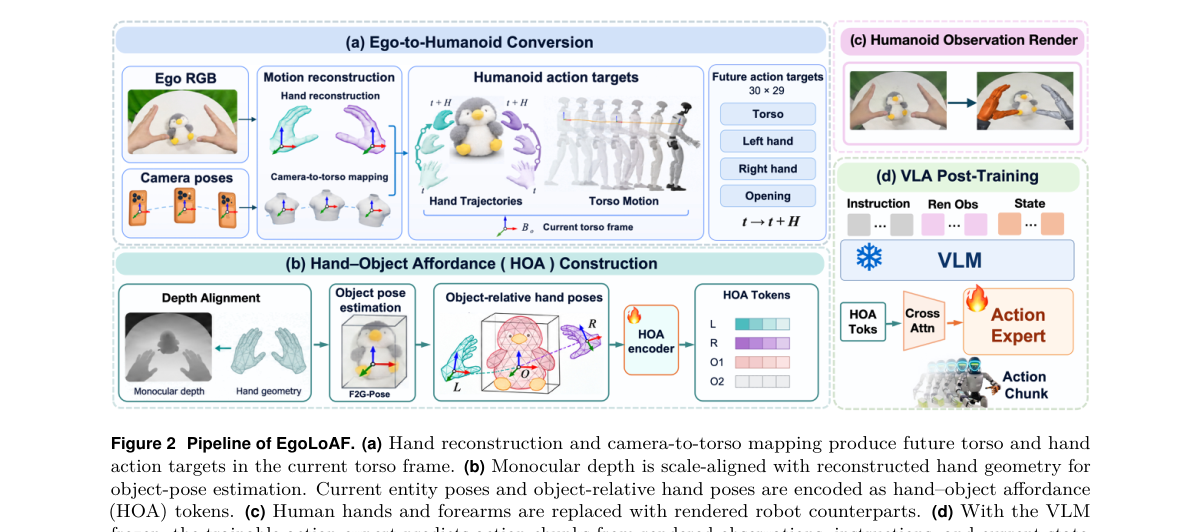 (a) Ego-to-Humanoid Conversion
Ego RGB
Camera poses
Motion reconstruction
Hand reconstruction
Camera-to-torso mapping
Humanoid action targets
t + H
t + H
t
t
Hand Trajectories
Torso Motion
Current torso frame
Future action targets
30 × 29
Torso
Left hand
Right hand
Opening
t → t + H
(b) Hand–Object Affordance ( HOA ) Construction
Depth Alignment
Monocular depth
Hand geometry
Object pose
estimation
F2G-Pose
Object-relative hand poses
L
O
R
HOA
encoder
HOA Tokens
L
R
O1
O2
(c) Humanoid Observation Render
(d) VLA Post-Training
Instruction
Ren Obs
State
...
...
...
VLM
HOA
Toks
Cross
Attn
Action
Expert
Action
Chunk
Figure 2 Pipeline of EgoLoAF. (a) Hand reconstruction and camera-to-torso mapping produce future torso and hand
action targets in the current torso frame. (b) Monocular depth is scale-aligned with reconstructed hand geometry for
object-pose estimation. Current entity poses and object-relative hand poses are encoded as hand–object affordance
(HOA) tokens. (c) Human hands and forearms are replaced with rendered robot counterparts. (d) With the VLM